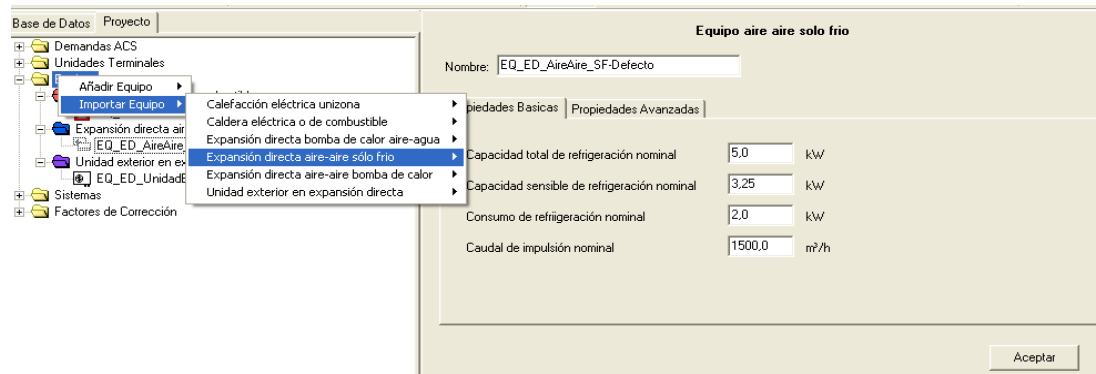 Base de Datos Proyecto
Demandas ACS
Unidades Terminales
Añadir Equipo
Importar Equipo
Expansión directa air
EQ_ED_AireAire_
Unidad exterior en ex
EQ_ED_UnidadE
Sistemas
Factores de Corrección
Calefacción eléctrica unizona
Caldera eléctrica o de combustible
Expansión directa bomba de calor aire-agua
Expansión directa aire-aire sólo frio
Expansión directa aire-aire bomba de calor
Unidad exterior en expansión directa
Equipo aire aire solo frio
Nombre: EQ_ED_AireAire_SF-Defecto
piedades Basicas Propiedades Avanzadas
Capacidad total de refrigeración nominal 5,0 kW
Capacidad sensible de refrigeración nominal 3,25 kW
Consumo de refriigeración nominal 2,0 kW
Caudal de impulsión nominal 1500,0 m³/h
Aceptar